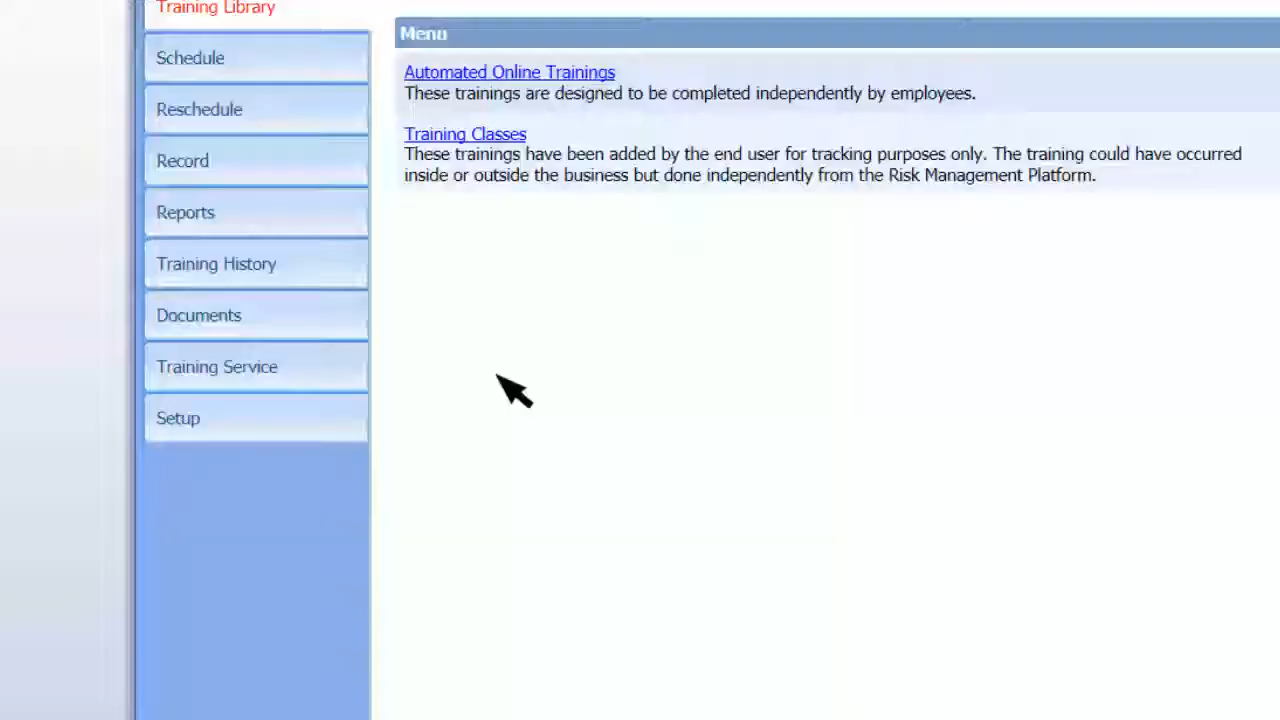 Training Library
Schedule
Reschedule
Record
Reports
Training History
Documents
Training Service
Setup
Menu
Automated Online Trainings
These trainings are designed to be completed independently by employees.
Training Classes
These trainings have been added by the end user for tracking purposes only. The training could have occurred
inside or outside the business but done independently from the Risk Management Platform.